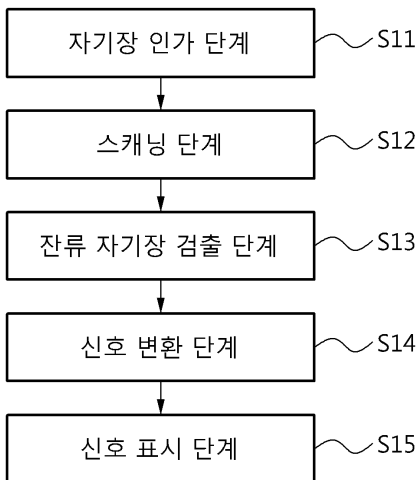 자기장 인가 단계 S11
스캐닝 단계 S12
잔류 자기장 검출 단계 S13
신호 변환 단계 S14
신호 표시 단계 S15